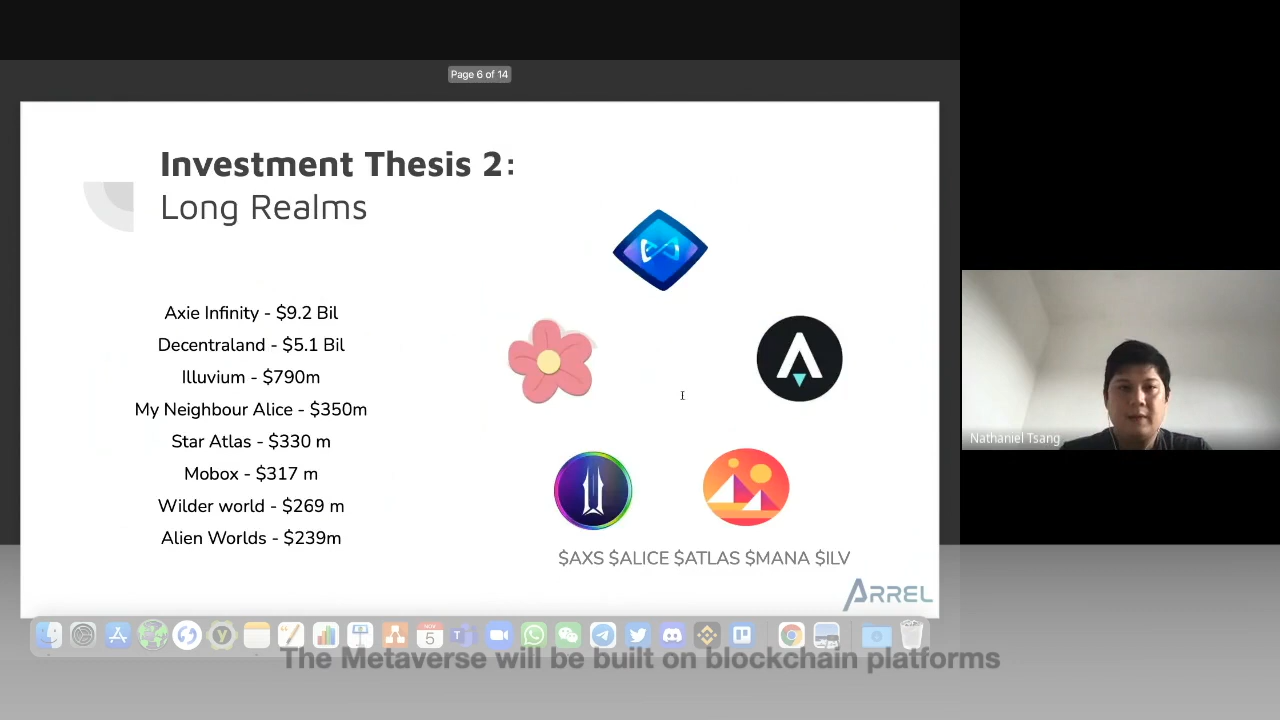 Page 6 of 14
Investment Thesis 2:
Long Realms
Axie Infinity - $9.2 Bil
Decentraland - $5.1 Bil
Illuvium - $790m
My Neighbour Alice - $350m
Star Atlas - $330 m
Mobox - $317 m
Wilder world - $269 m
Alien Worlds - $239m
$AXS $ALICE $ATLAS $MANA $ILV
ARREL
Nathaniel Tsang
NOV
5
The Metaverse will be built on blockchain platforms